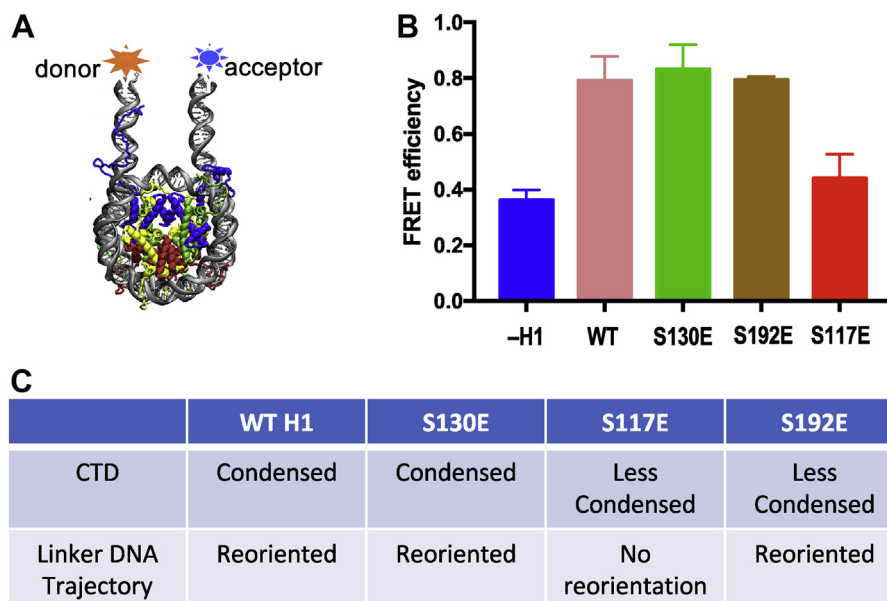 A
donor
acceptor
B
FRET efficiency
1.0
0.8
0.6
0.4
0.2
0.0
–H1 WT S130E S192E S117E
C
WT H1 S130E S117E S192E
CTD Condensed Condensed Less Condensed Less Condensed
Linker DNA Trajectory Reoriented Reoriented No reorientation Reoriented